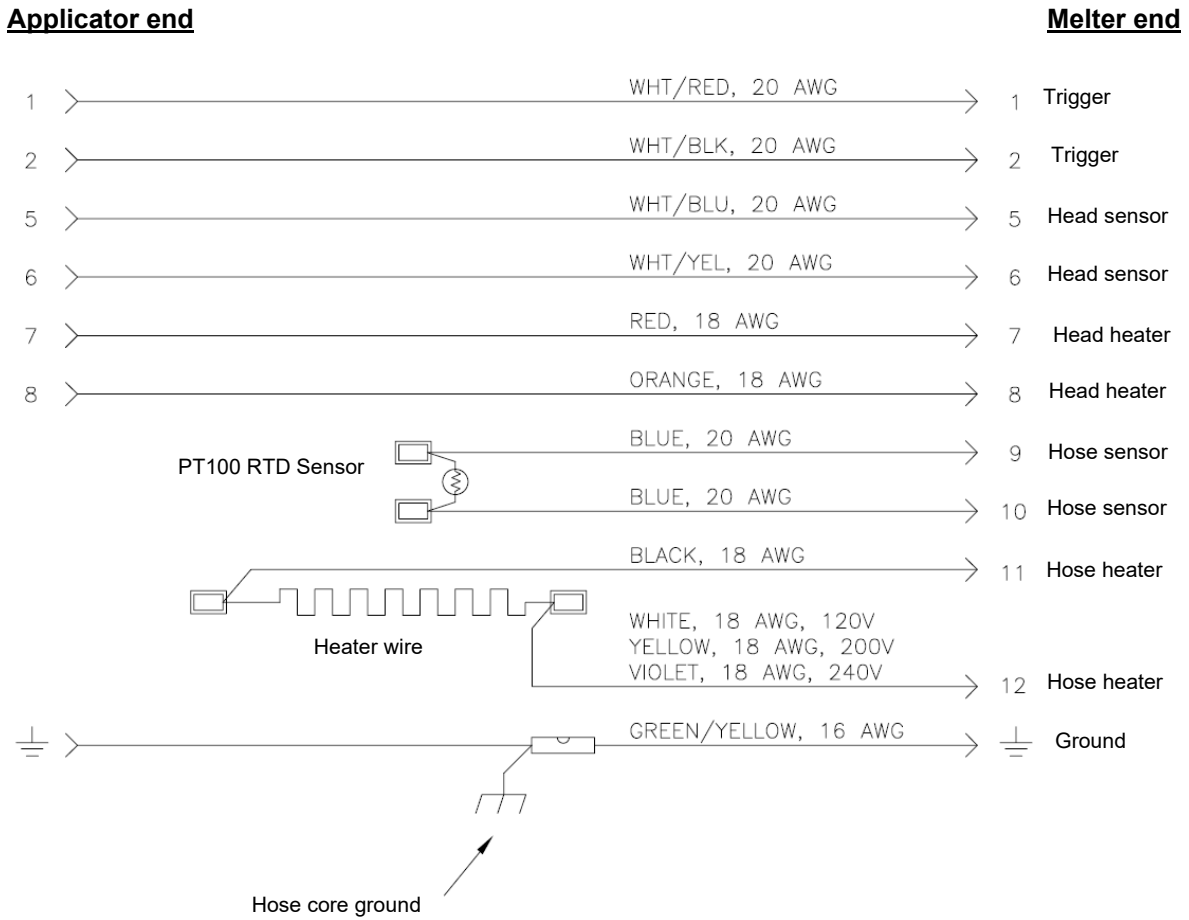 Applicator end Melter end
1 WHT/RED, 20 AWG 1 Trigger
2 WHT/BLK, 20 AWG 2 Trigger
5 WHT/BLU, 20 AWG 5 Head sensor
6 WHT/YEL, 20 AWG 6 Head sensor
7 RED, 18 AWG 7 Head heater
8 ORANGE, 18 AWG 8 Head heater
BLUE, 20 AWG 9 Hose sensor
PT100 RTD Sensor
BLUE, 20 AWG 10 Hose sensor
BLACK, 18 AWG 11 Hose heater
Heater wire
WHITE, 18 AWG, 120V
YELLOW, 18 AWG, 200V
VIOLET, 18 AWG, 240V
12 Hose heater
GREEN/YELLOW, 16 AWG Ground
Hose core ground